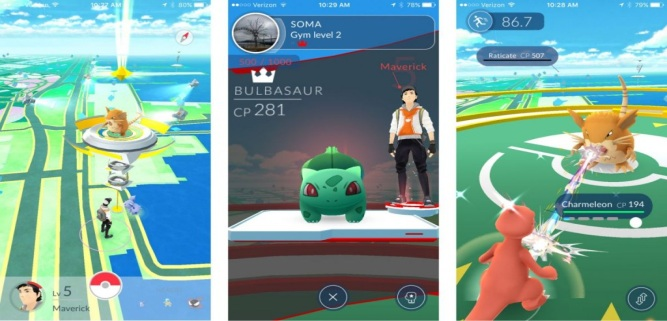 Verizon 10:27 AM 80%
Lv 5
Maverick
Verizon 10:29 AM 78%
SOMA
Gym level 2
500 / 1000
Maverick
BULBASAUR
CP 281
Verizon 10:28 AM 79%
86.7
Raticate CP 507
Charmeleon CP 194